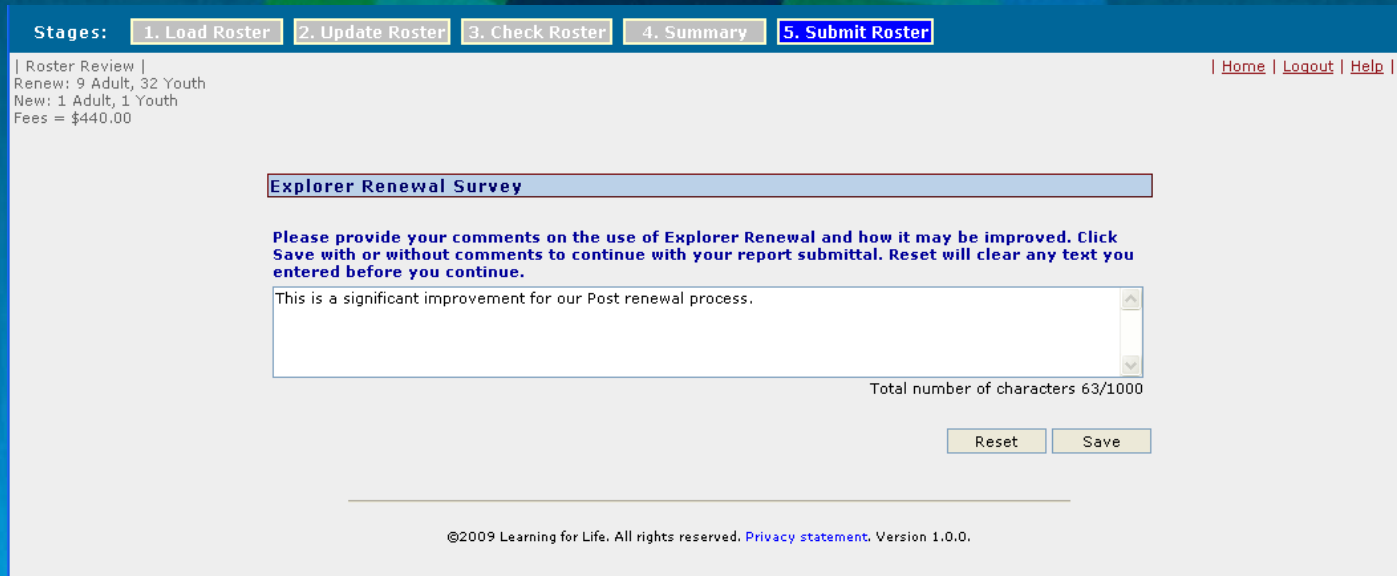 Stages: 1. Load Roster 2. Update Roster 3. Check Roster 4. Summary 5. Submit Roster
| Roster Review | | Home | Logout | Help |
Renew: 9 Adult, 32 Youth
New: 1 Adult, 1 Youth
Fees = $440.00
Explorer Renewal Survey
Please provide your comments on the use of Explorer Renewal and how it may be improved. Click
Save with or without comments to continue with your report submittal. Reset will clear any text you
entered before you continue.
This is a significant improvement for our Post renewal process.
Total number of characters 63/1000
Reset Save
©2009 Learning for Life. All rights reserved. Privacy statement. Version 1.0.0.